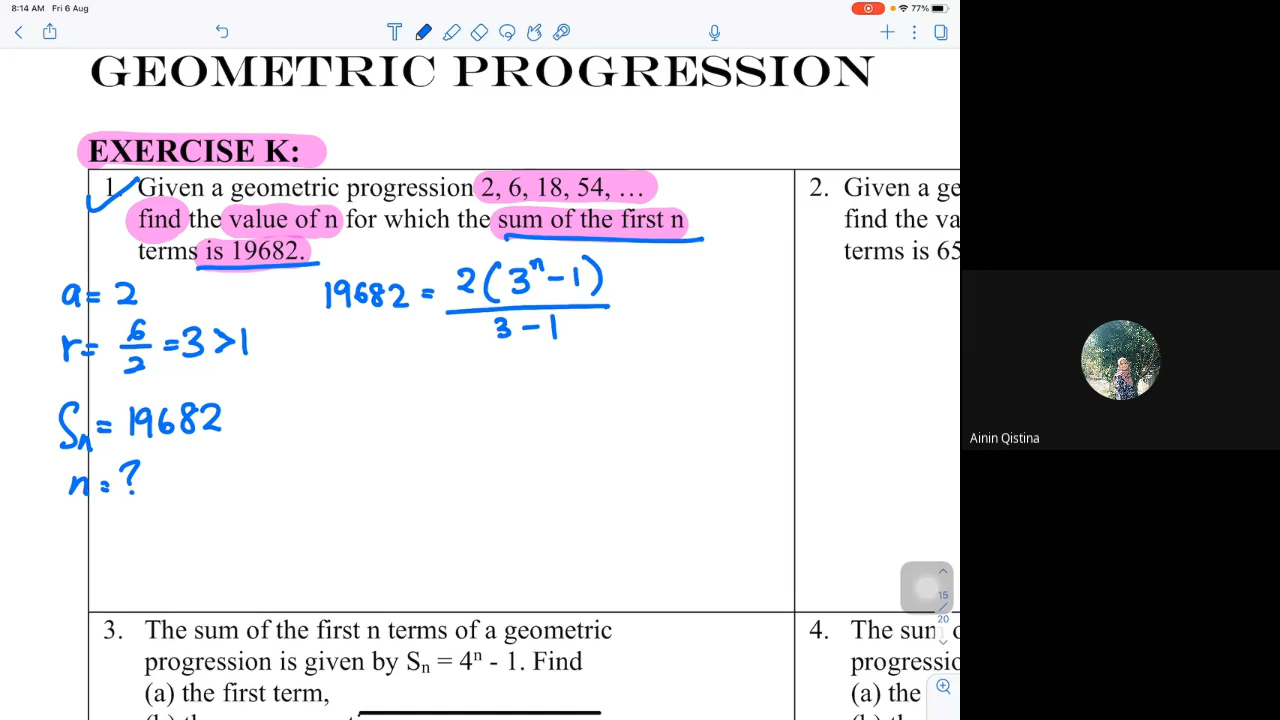 8:14 AM Fri 6 Aug
77%
GEOMETRIC PROGRESSION
EXERCISE K:
1. Given a geometric progression 2, 6, 18, 54, …
find the value of n for which the sum of the first n
terms is 19682.
a = 2
r = 6/2 = 3 > 1
Sn = 19682
n = ?
19682 = 2(3^n - 1)
3 - 1
2. Given a ge
find the va
terms is 65
3. The sum of the first n terms of a geometric
progression is given by Sn = 4^n - 1. Find
(a) the first term,
4. The sum
progressio
(a) the
15
/
20
Ainin Qistina